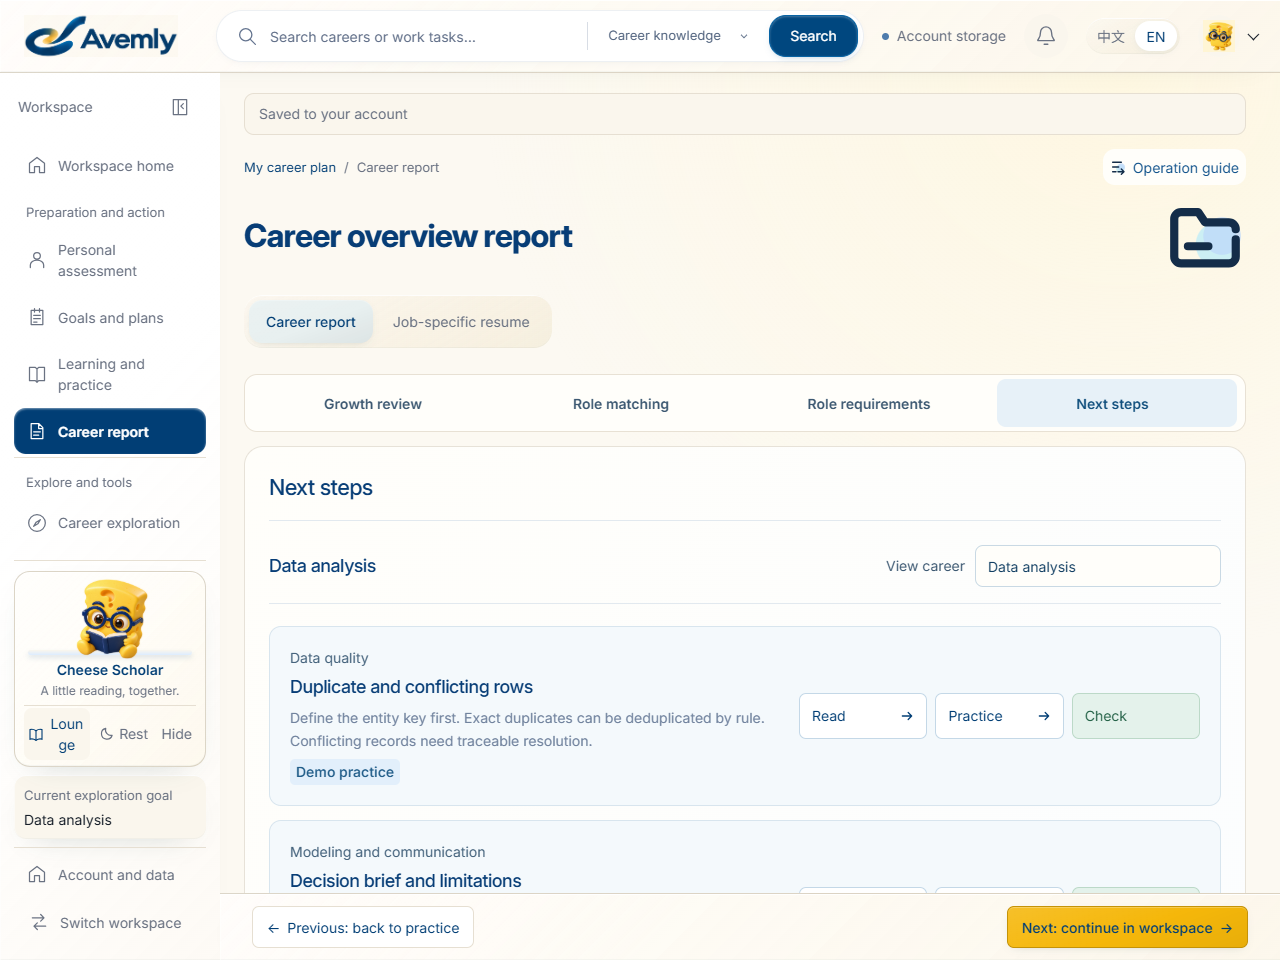 Avemly
Search careers or work tasks...
Career knowledge
Search
Account storage
中文
EN
Workspace
Workspace home
Preparation and action
Personal
assessment
Goals and plans
Learning and
practice
Career report
Explore and tools
Career exploration
Cheese Scholar
A little reading, together.
Loun
ge
Rest
Hide
Current exploration goal
Data analysis
Account and data
Switch workspace
Saved to your account
My career plan / Career report
Operation guide
Career overview report
Career report
Job-specific resume
Growth review
Role matching
Role requirements
Next steps
Next steps
Data analysis
View career
Data analysis
Data quality
Duplicate and conflicting rows
Define the entity key first. Exact duplicates can be deduplicated by rule.
Conflicting records need traceable resolution.
Demo practice
Read →
Practice →
Check
Modeling and communication
Decision brief and limitations
← Previous: back to practice
Next: continue in workspace →